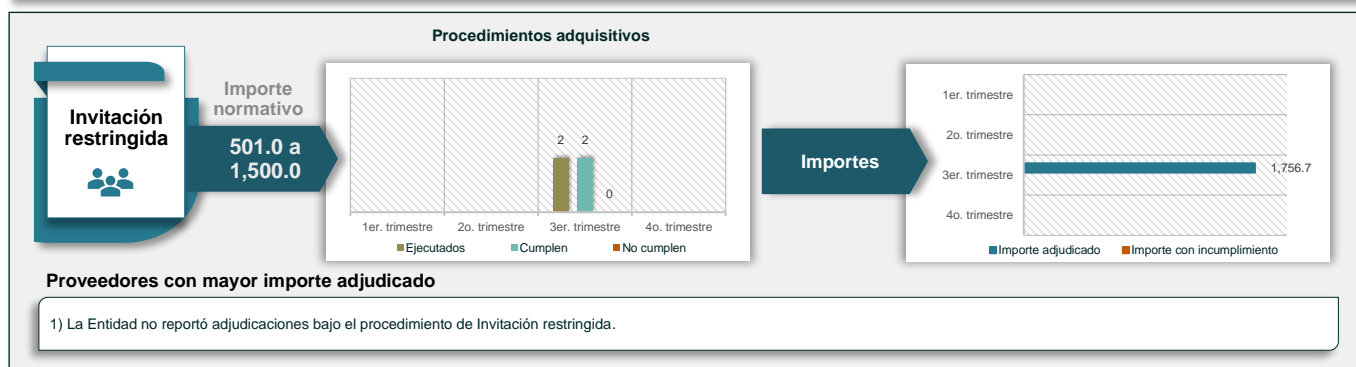 Procedimientos adquisitivos
Invitación
restringida
Importe
normativo
501.0 a
1,500.0
2 2
0
1er. trimestre 2o. trimestre 3er. trimestre 4o. trimestre
Ejecutados Cumplen No cumplen
Importes
1er. trimestre
2o. trimestre
3er. trimestre 1,756.7
4o. trimestre
Importe adjudicado Importe con incumplimiento
Proveedores con mayor importe adjudicado
1) La Entidad no reportó adjudicaciones bajo el procedimiento de Invitación restringida.